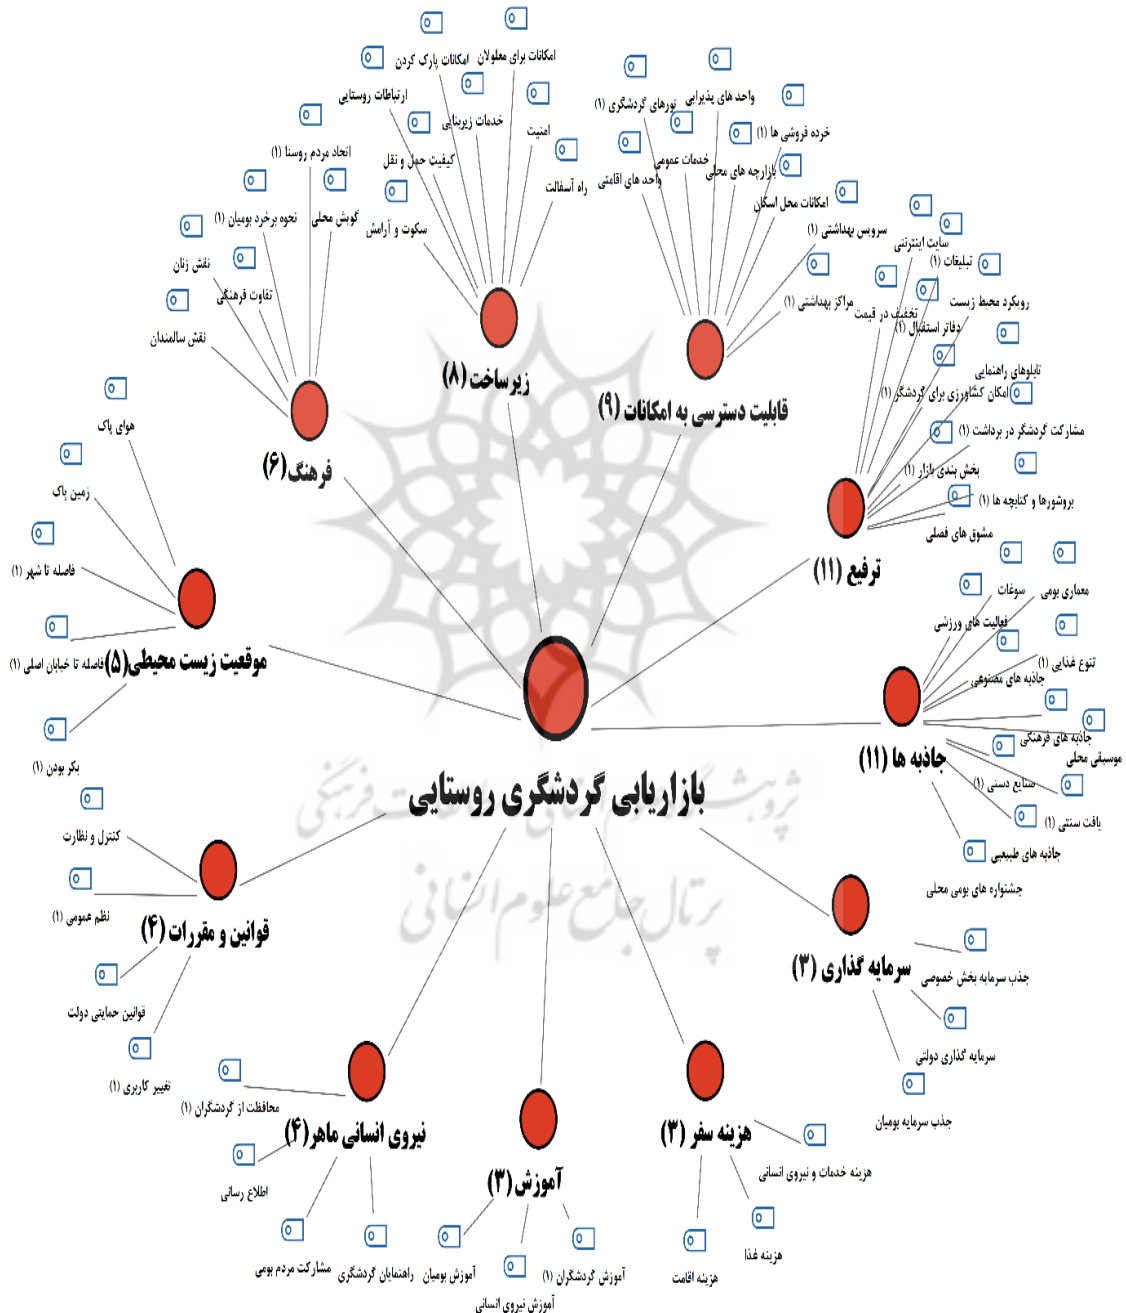 امکانات برای معلولان
امکانات پارک کردن
ارتباطات روستایی
خدمات زیربنایی
امنیت
کیفیت حمل و نقل
راه آسفالت
سکوت و آرامش
زیرساخت (۸)
واحد های پذیرایی
تورهای گردشگری (۱)
خرده فروشی ها (۱)
خدمات عمومی
بازارچه های محلی
واحد های اقامتی
امکانات محل اسکان
سرویس بهداشتی (۱)
مراکز بهداشتی (۱)
قابلیت دسترسی به امکانات (۹)
اتحاد مردم روستا (۱)
نحوه برخرد بومیان (۱)
گویش محلی
نقش زنان
تفاوت فرهنگی
نقش سالمندان
فرهنگ (۶)
سایت اینترنتی
تبلیغات (۱)
رویکرد محیط زیست
تخفیف در قیمت
دفاتر استقبال (۱)
تابلوهای راهنمایی
امکان کشاورزی برای گردشگر (۱)
مشارکت گردشگر در برداشت (۱)
بخش بندی بازار (۱)
بروشورها و کتابچه ها (۱)
مشوق های فصلی
ترفیع (۱۱)
هوای پاک
زمین پاک
فاصله تا شهر (۱)
فاصله تا خیابان اصلی (۱)
بکر بودن (۱)
موقعیت زیست محیطی (۵)
سوغات
معماری بومی
فعالیت های ورزشی
تنوع غذایی (۱)
جاذبه های مصنوعی
جاذبه های فرهنگی
موسیقی محلی
صنایع دستی (۱)
بافت سنتی (۱)
جاذبه های طبیعیی
جشنواره های بومی محلی
جاذبه ها (۱۱)
بازاریابی گردشگری روستایی
پرتال جامع علوم انسانی
کنترل و نظارت
نظم عمومی (۱)
قوانین حمایتی دولت
تغییر کاربری (۱)
قوانین و مقررات (۴)
سرمایه گذاری (۳)
جذب سرمایه بخش خصوصی
سرمایه گذاری دولتی
جذب سرمایه بومیان
نیروی انسانی ماهر (۴)
محافظت از گردشگران (۱)
اطلاع رسانی
مشارکت مردم بومی
راهنمایان گردشگری
آموزش (۳)
آموزش بومیان
آموزش نیروی انسانی
آموزش گردشگران (۱)
هزینه سفر (۳)
هزینه خدمات و نیروی انسانی
هزینه غذا
هزینه اقامت